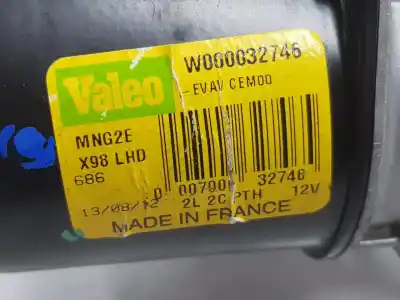 Valeo
W000032746
-EVAV CEM00
MNG2E
X98 LHD
686
0 00790 32746
13/08/12 2L 2C PTH 12V
MADE IN FRANCE